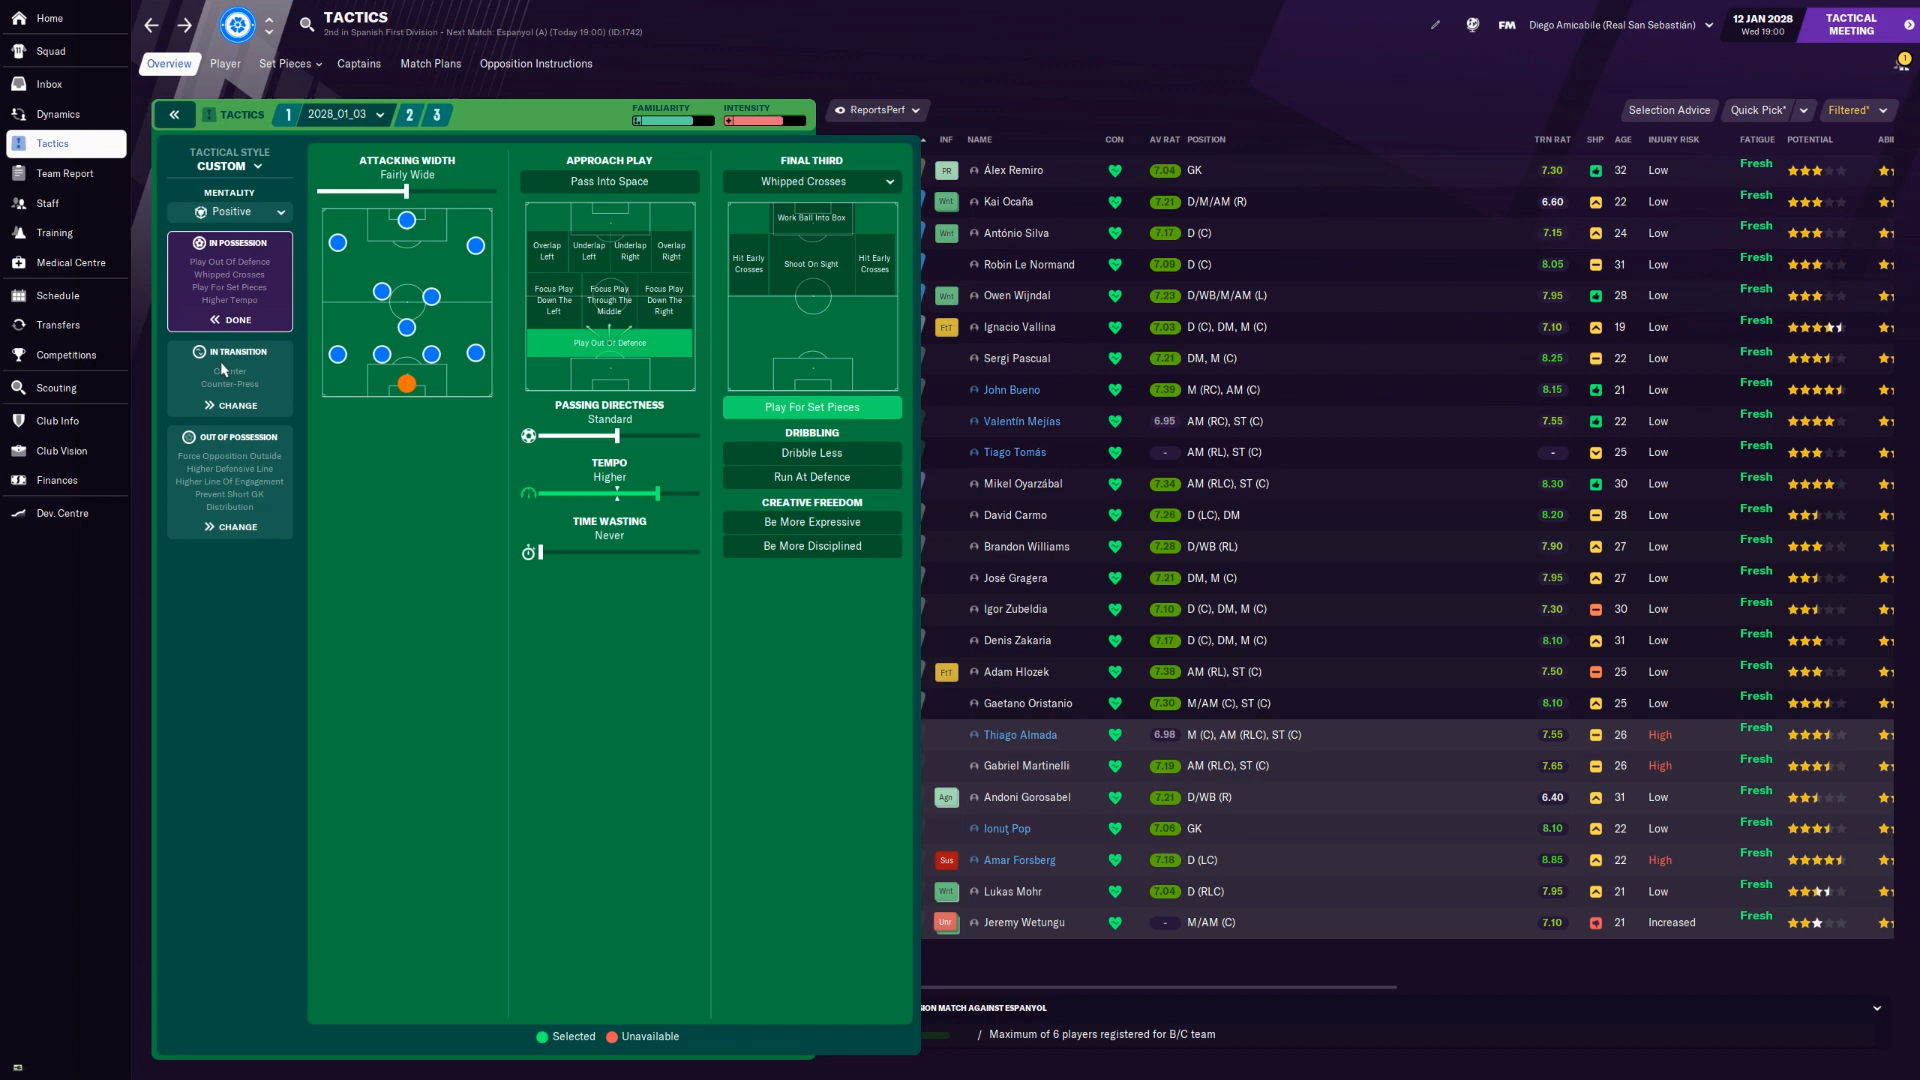 Home
Squad
Inbox
Dynamics
Tactics
Team Report
Staff
Training
Medical Centre
Schedule
Transfers
Competitions
Scouting
Club Info
Club Vision
Finances
Dev. Centre
TACTICS
2nd in Spanish First Division - Next Match: Espanyol (A) (Today 19:00) (ID:1742)
FM
Diego Amicabile (Real San Sebastián)
12 JAN 2028
Wed 19:00
TACTICAL MEETING
1
Overview
Player
Set Pieces
Captains
Match Plans
Opposition Instructions
TACTICS
1
2028_01_03
2
3
FAMILIARITY
INTENSITY
ReportsPerf
Selection Advice
Quick Pick*
Filtered*
TACTICAL STYLE
CUSTOM
MENTALITY
Positive
IN POSSESSION
Play Out Of Defence
Whipped Crosses
Play For Set Pieces
Higher Tempo
DONE
IN TRANSITION
Counter-Press
CHANGE
OUT OF POSSESSION
Force Opposition Outside
Higher Defensive Line
Higher Line Of Engagement
Prevent Short GK
Distribution
CHANGE
ATTACKING WIDTH
Fairly Wide
APPROACH PLAY
Pass Into Space
Overlap Left
Underlap Left
Underlap Right
Overlap Right
Focus Play Down The Left
Focus Play Through The Middle
Focus Play Down The Right
Play Out Of Defence
PASSING DIRECTNESS
Standard
TEMPO
Higher
TIME WASTING
Never
FINAL THIRD
Whipped Crosses
Work Ball Into Box
Hit Early Crosses
Shoot On Sight
Hit Early Crosses
Play For Set Pieces
DRIBBLING
Dribble Less
Run At Defence
CREATIVE FREEDOM
Be More Expressive
Be More Disciplined
Selected
Unavailable
INF NAME CON AV RAT POSITION TRN RAT SHP AGE INJURY RISK FATIGUE POTENTIAL ABI
PR Álex Remiro 7.04 GK 7.30 32 Low Fresh
Wnt Kai Ocaña 7.21 D/M/AM (R) 6.60 22 Low Fresh
Wnt António Silva 7.17 D (C) 7.15 24 Low Fresh
Robin Le Normand 7.09 D (C) 8.05 31 Low Fresh
Wnt Owen Wijndal 7.23 D/WB/M/AM (L) 7.95 28 Low Fresh
FtT Ignacio Vallina 7.03 D (C), DM, M (C) 7.10 19 Low Fresh
Sergi Pascual 7.21 DM, M (C) 8.25 22 Low Fresh
John Bueno 7.39 M (RC), AM (C) 8.15 21 Low Fresh
Valentín Mejías 6.95 AM (RC), ST (C) 7.55 22 Low Fresh
Tiago Tomás - AM (RL), ST (C) - 25 Low Fresh
Mikel Oyarzábal 7.34 AM (RLC), ST (C) 8.30 30 Low Fresh
David Carmo 7.26 D (LC), DM 8.20 28 Low Fresh
Brandon Williams 7.28 D/WB (RL) 7.90 27 Low Fresh
José Gragera 7.21 DM, M (C) 7.95 27 Low Fresh
Igor Zubeldia 7.10 D (C), DM, M (C) 7.30 30 Low Fresh
Denis Zakaria 7.17 D (C), DM, M (C) 8.10 31 Low Fresh
FtT Adam Hlozek 7.38 AM (RL), ST (C) 7.50 25 Low Fresh
Gaetano Oristanio 7.30 M/AM (C), ST (C) 8.10 25 Low Fresh
Thiago Almada 6.98 M (C), AM (RLC), ST (C) 7.55 26 High Fresh
Gabriel Martinelli 7.19 AM (RLC), ST (C) 7.65 26 High Fresh
Agn Andoni Gorosabel 7.21 D/WB (R) 6.40 31 Low Fresh
Ionuț Pop 7.06 GK 8.10 22 Low Fresh
Sus Amar Forsberg 7.18 D (LC) 8.85 22 High Fresh
Wnt Lukas Mohr 7.04 D (RLC) 7.95 21 Low Fresh
Unr Jeremy Wetungu - M/AM (C) 7.10 21 Increased Fresh
ION MATCH AGAINST ESPANYOL
/ Maximum of 6 players registered for B/C team